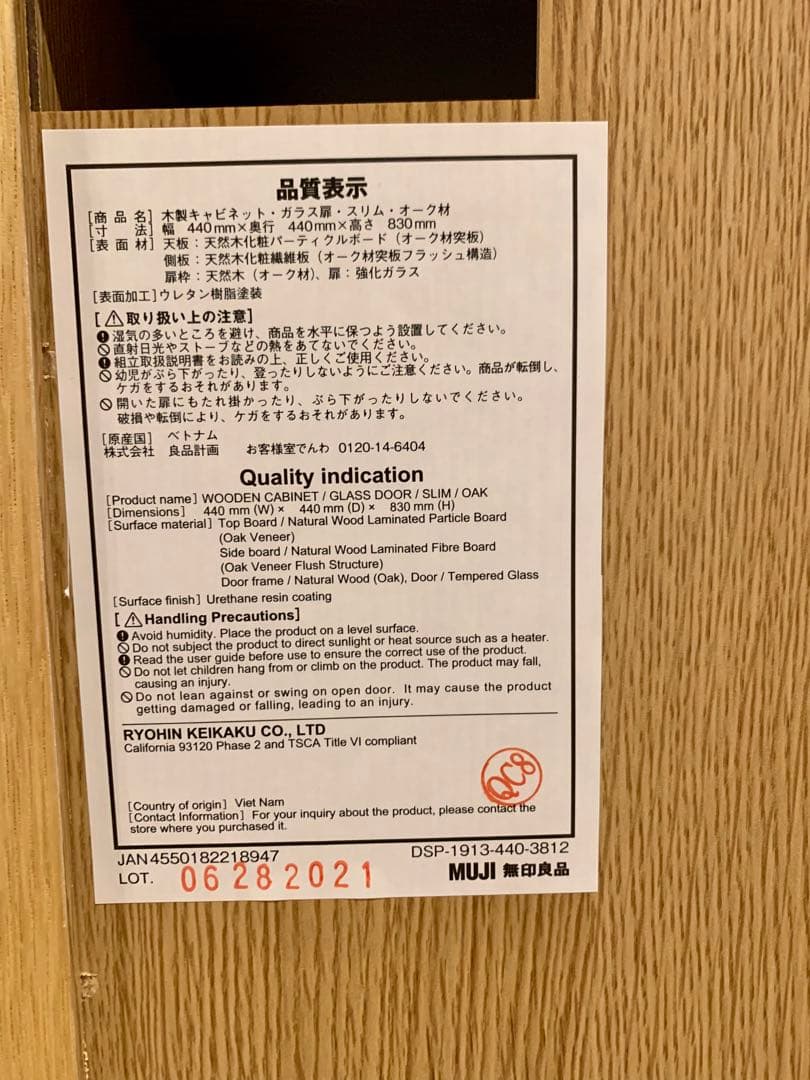 品質表示
[商 品 名] 木製キャビネット・ガラス扉・スリム・オーク材
[寸 法] 幅 440mm×奥行 440mm×高さ 830mm
[表 面 材] 天板：天然木化粧パーティクルボード（オーク材突板）
側板：天然木化粧繊維板（オーク材突板フラッシュ構造）
扉枠：天然木（オーク材）、扉：強化ガラス
[表面加工] ウレタン樹脂塗装
[⚠取り扱い上の注意]
湿気の多いところを避け、商品を水平に保つよう設置してください。
直射日光やストーブなどの熱をあてないでください。
組立取扱説明書をお読みの上、正しくご使用ください。
幼児がぶら下がったり、登ったりしないようにご注意ください。商品が転倒し、
ケガをするおそれがあります。
開いた扉にもたれ掛かったり、ぶら下がったりしないでください。
破損や転倒により、ケガをするおそれがあります。
[原産国] ベトナム
株式会社 良品計画 お客様室でんわ 0120-14-6404
Quality indication
[Product name] WOODEN CABINET / GLASS DOOR / SLIM / OAK
[Dimensions] 440 mm (W) × 440 mm (D) × 830 mm (H)
[Surface material] Top Board / Natural Wood Laminated Particle Board
(Oak Veneer)
Side board / Natural Wood Laminated Fibre Board
(Oak Veneer Flush Structure)
Door frame / Natural Wood (Oak), Door / Tempered Glass
[Surface finish] Urethane resin coating
[⚠Handling Precautions]
Avoid humidity. Place the product on a level surface.
Do not subject the product to direct sunlight or heat source such as a heater.
Read the user guide before use to ensure the correct use of the product.
Do not let children hang from or climb on the product. The product may fall,
causing an injury.
Do not lean against or swing on open door. It may cause the product
getting damaged or falling, leading to an injury.
RYOHIN KEIKAKU CO., LTD
California 93120 Phase 2 and TSCA Title VI compliant
QC8
[Country of origin] Viet Nam
[Contact Information] For your inquiry about the product, please contact the
store where you purchased it.
JAN4550182218947 DSP-1913-440-3812
LOT. 06282021 MUJI 無印良品